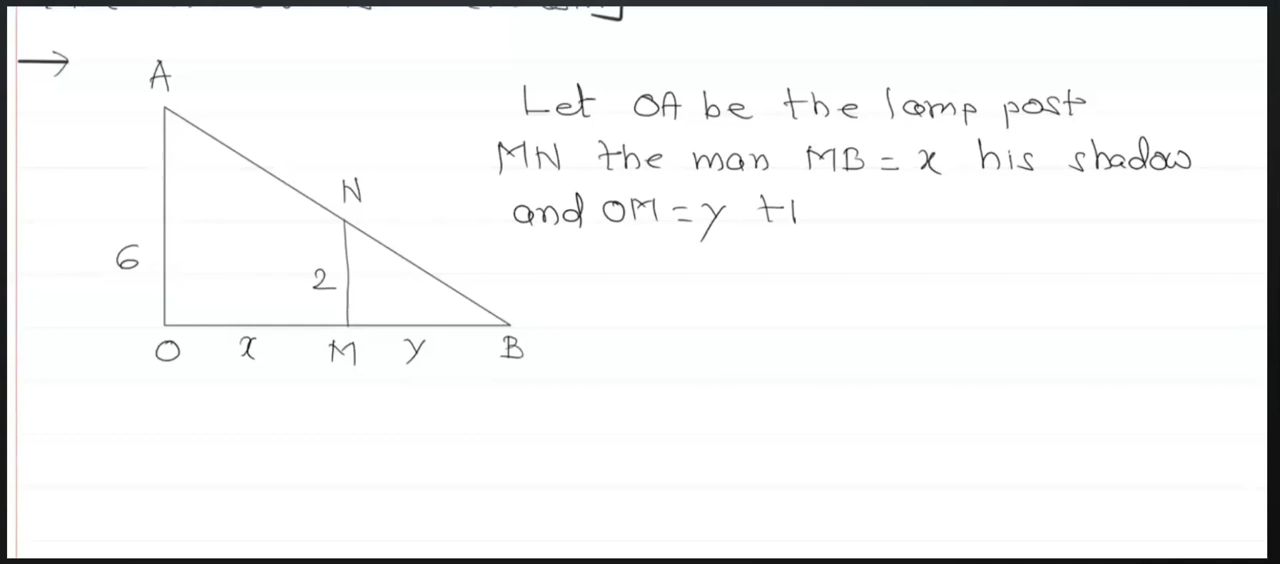 →
A
Let OA be the lamp post
MN the man MB = x his shadow
N
and OM = y +1
6
2
O x M y B